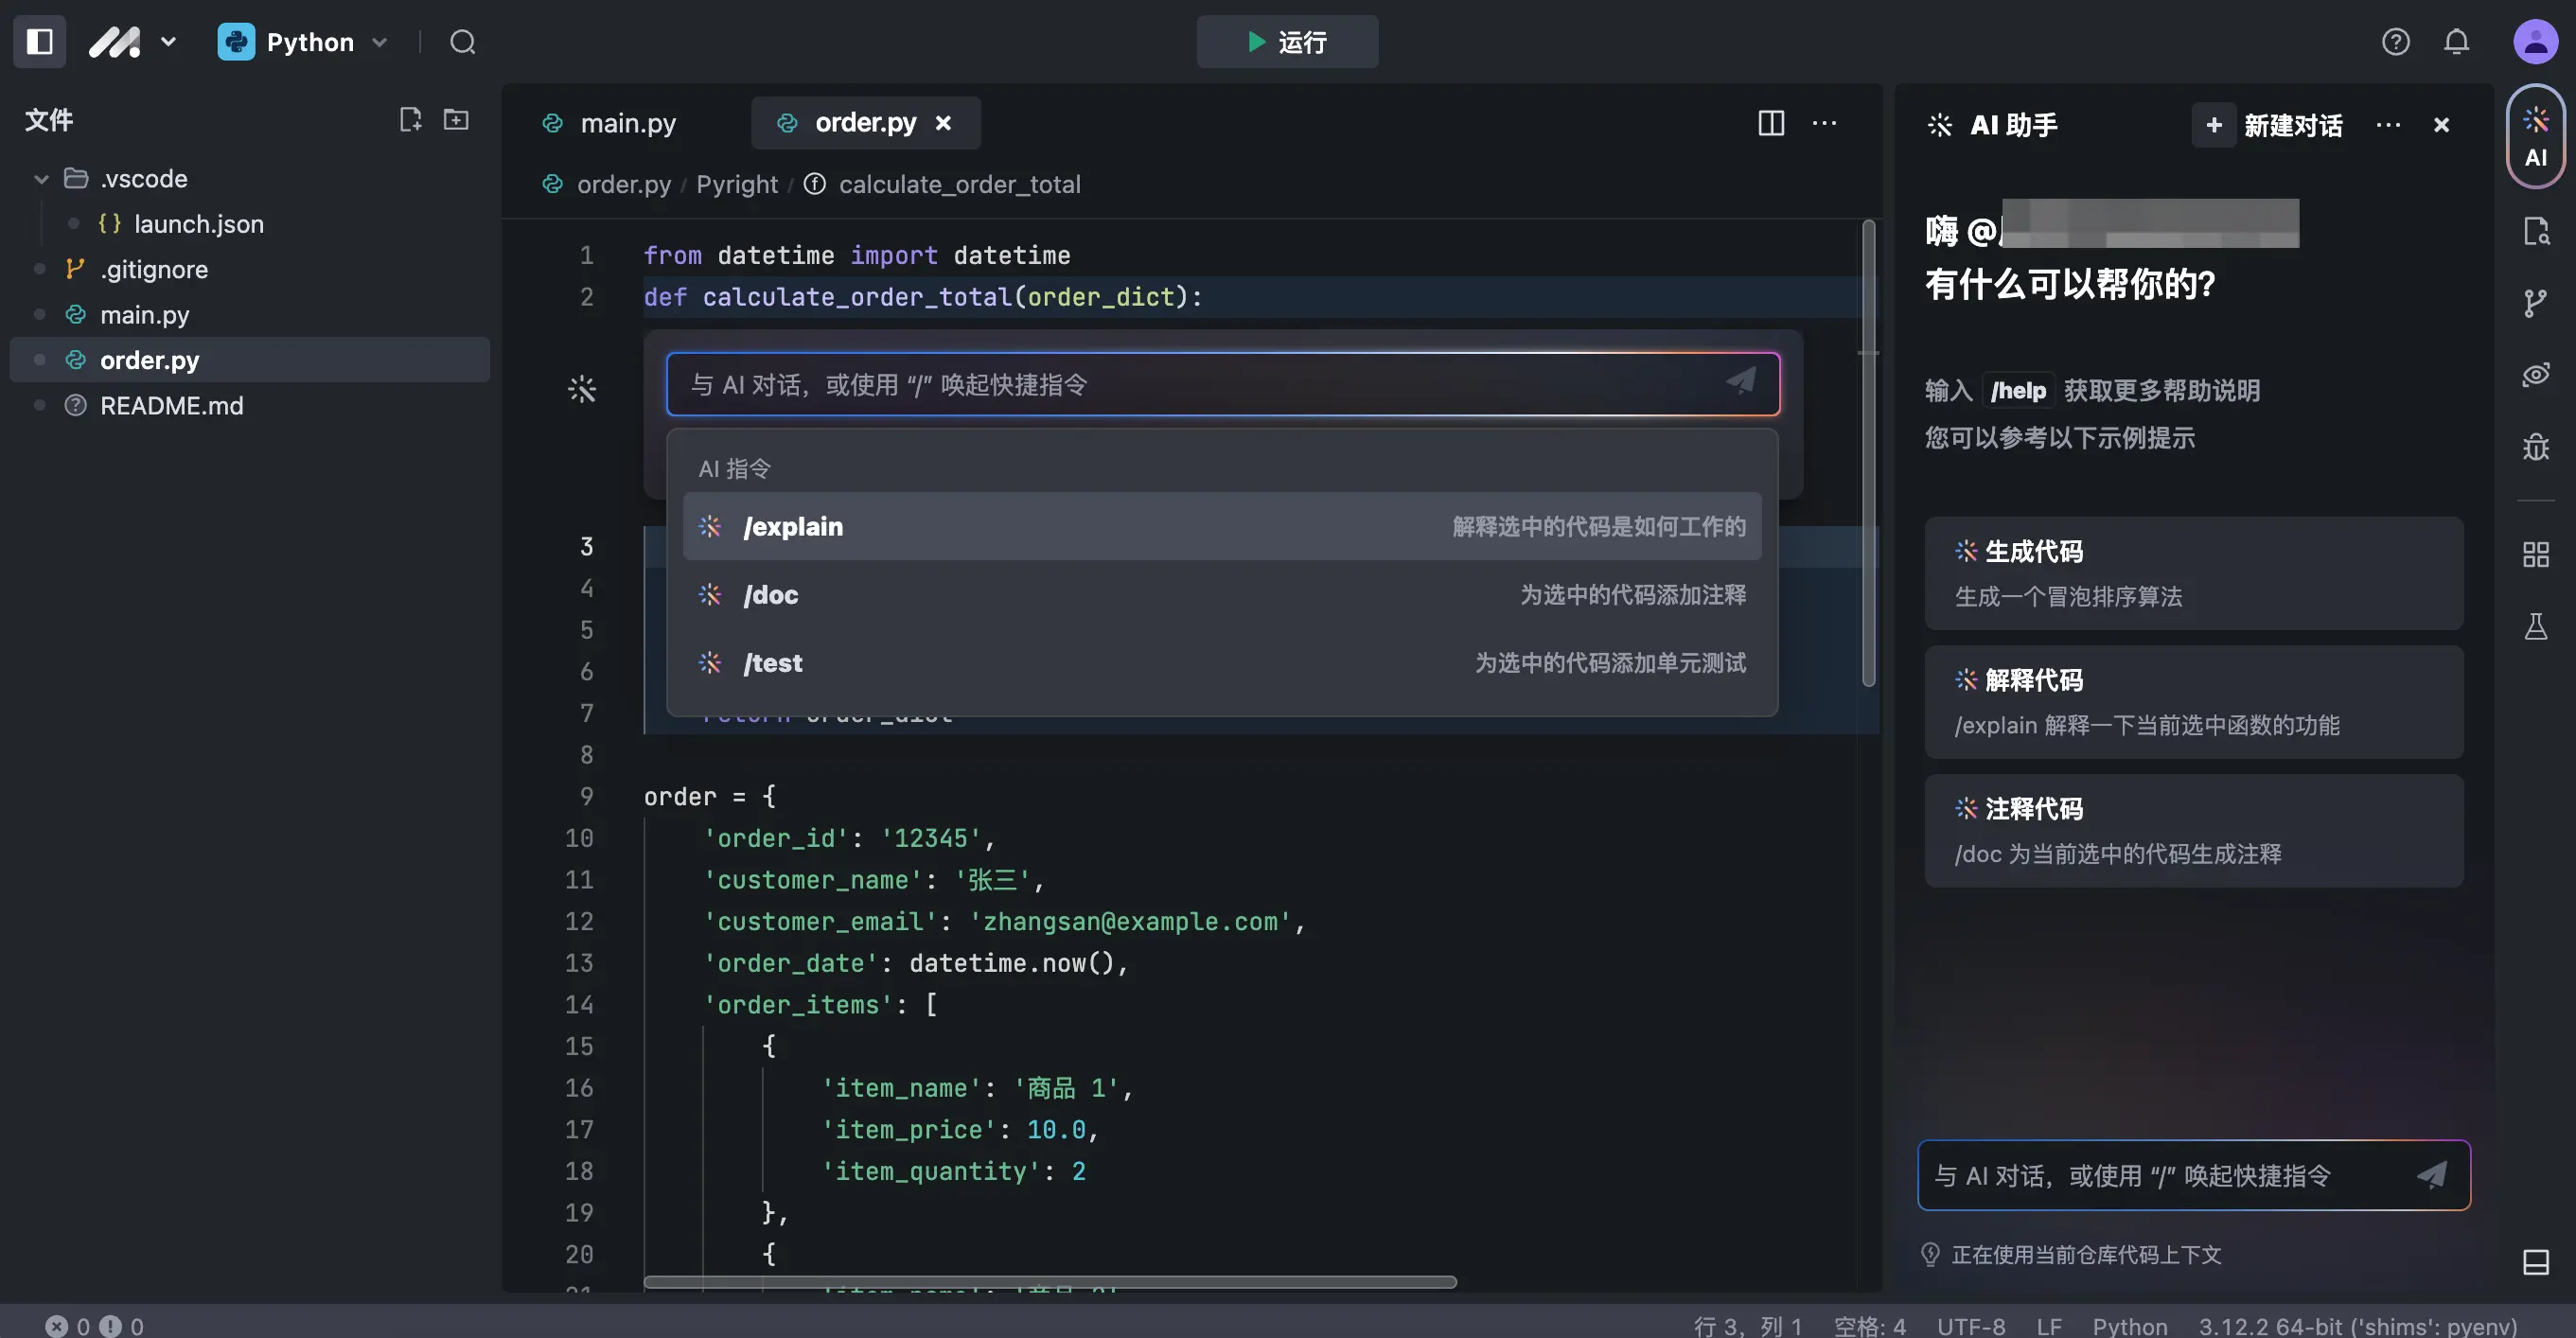 Python
运行
文件
.vscode
launch.json
.gitignore
main.py
order.py
README.md
main.py
order.py
order.py / Pyright / calculate_order_total
1 from datetime import datetime
2 def calculate_order_total(order_dict):
与 AI 对话，或使用 “/” 唤起快捷指令
AI 指令
/explain 解释选中的代码是如何工作的
/doc 为选中的代码添加注释
/test 为选中的代码添加单元测试
3
4
5
6
7 return order_dict
8
9 order = {
10 'order_id': '12345',
11 'customer_name': '张三',
12 'customer_email': 'zhangsan@example.com',
13 'order_date': datetime.now(),
14 'order_items': [
15 {
16 'item_name': '商品 1',
17 'item_price': 10.0,
18 'item_quantity': 2
19 },
20 {
AI 助手
+ 新建对话
嗨 @
有什么可以帮你的?
输入 /help 获取更多帮助说明
您可以参考以下示例提示
生成代码
生成一个冒泡排序算法
解释代码
/explain 解释一下当前选中函数的功能
注释代码
/doc 为当前选中的代码生成注释
与 AI 对话，或使用 “/” 唤起快捷指令
正在使用当前仓库代码上下文
AI
0 0
行 3，列 1 空格: 4 UTF-8 LF Python 3.12.2 64-bit ('shims': pyenv)